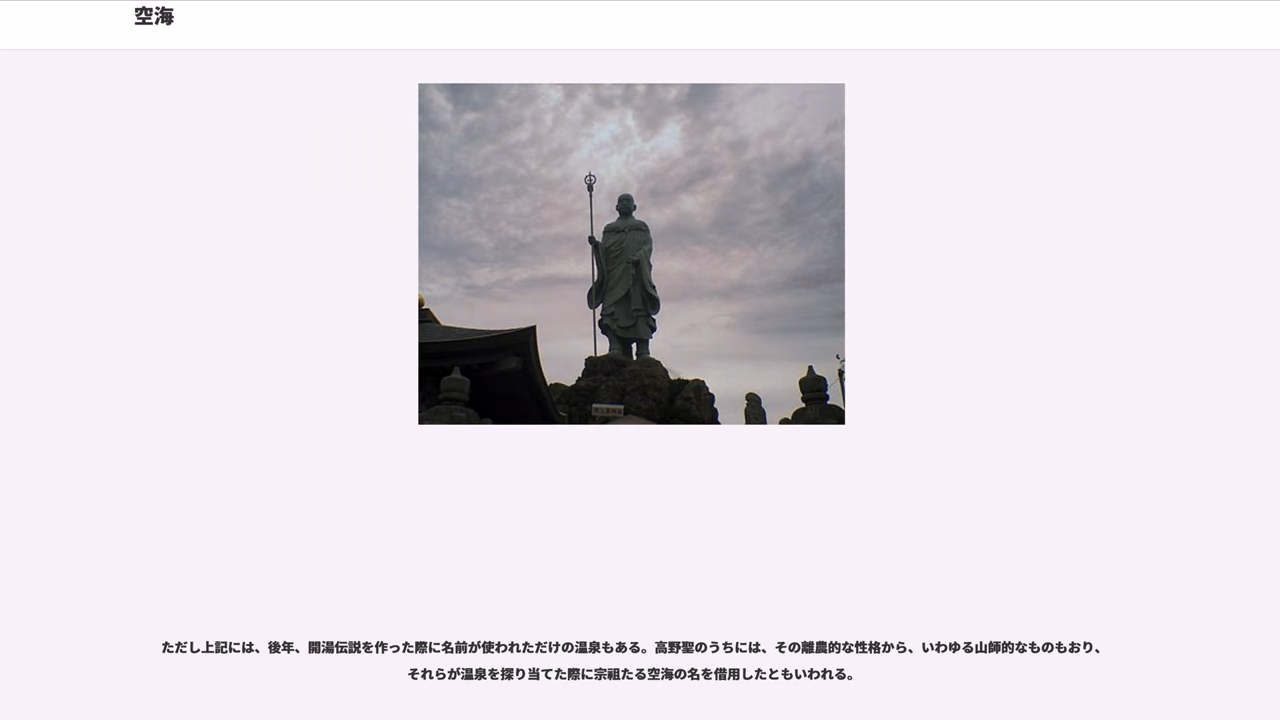 空海
ただし上記には、後年、開湯伝説を作った際に名前が使われただけの温泉もある。高野聖のうちには、その離農的な性格から、いわゆる山師的なものもおり、
それらが温泉を探り当てた際に宗祖たる空海の名を借用したともいわれる。